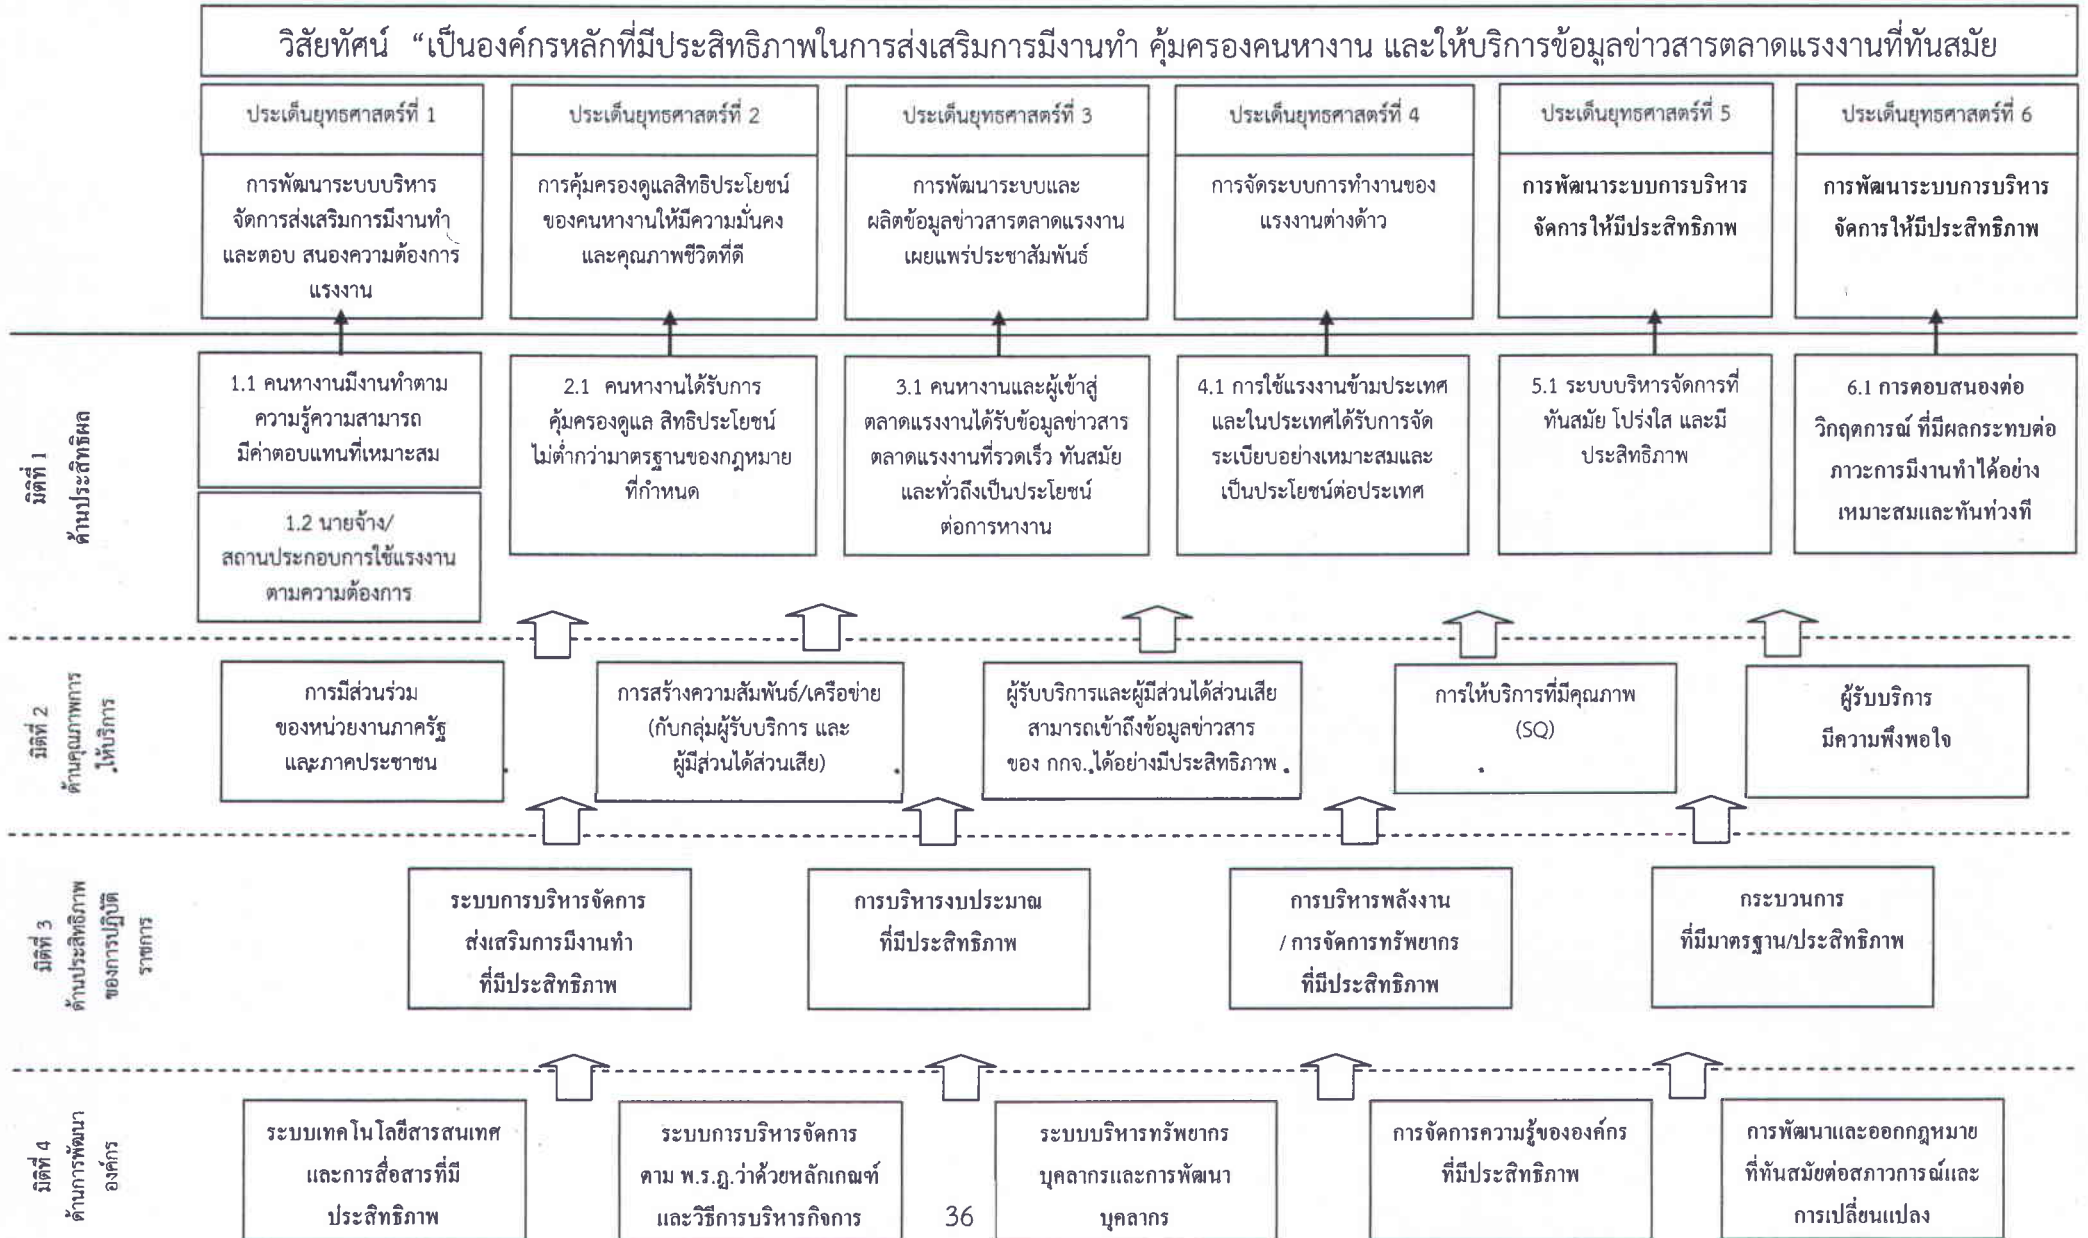 วิสัยทัศน์ “เป็นองค์กรหลักที่มีประสิทธิภาพในการส่งเสริมการมีงานทำ คุ้มครองคนหางาน และให้บริการข้อมูลข่าวสารตลาดแรงงานที่ทันสมัย
ประเด็นยุทธศาสตร์ที่ 1
การพัฒนาระบบบริหาร
จัดการส่งเสริมการมีงานทำ
และตอบ สนองความต้องการ
แรงงาน
ประเด็นยุทธศาสตร์ที่ 2
การคุ้มครองดูแลสิทธิประโยชน์
ของคนหางานให้มีความมั่นคง
และคุณภาพชีวิตที่ดี
ประเด็นยุทธศาสตร์ที่ 3
การพัฒนาระบบและ
ผลิตข้อมูลข่าวสารตลาดแรงงาน
เผยแพร่ประชาสัมพันธ์
ประเด็นยุทธศาสตร์ที่ 4
การจัดระบบการทำงานของ
แรงงานต่างด้าว
ประเด็นยุทธศาสตร์ที่ 5
การพัฒนาระบบการบริหาร
จัดการให้มีประสิทธิภาพ
ประเด็นยุทธศาสตร์ที่ 6
การพัฒนาระบบการบริหาร
จัดการให้มีประสิทธิภาพ
มิติที่ 1
ด้านประสิทธิผล
1.1 คนหางานมีงานทำตาม
ความรู้ความสามารถ
มีค่าตอบแทนที่เหมาะสม
1.2 นายจ้าง/
สถานประกอบการใช้แรงงาน
ตามความต้องการ
2.1 คนหางานได้รับการ
คุ้มครองดูแล สิทธิประโยชน์
ไม่ต่ำกว่ามาตรฐานของกฎหมาย
ที่กำหนด
3.1 คนหางานและผู้เข้าสู่
ตลาดแรงงานได้รับข้อมูลข่าวสาร
ตลาดแรงงานที่รวดเร็ว ทันสมัย
และทั่วถึงเป็นประโยชน์
ต่อการหางาน
4.1 การใช้แรงงานข้ามประเทศ
และในประเทศได้รับการจัด
ระเบียบอย่างเหมาะสมและ
เป็นประโยชน์ต่อประเทศ
5.1 ระบบบริหารจัดการที่
ทันสมัย โปร่งใส และมี
ประสิทธิภาพ
6.1 การตอบสนองต่อ
วิกฤตการณ์ ที่มีผลกระทบต่อ
ภาวะการมีงานทำได้อย่าง
เหมาะสมและทันท่วงที
มิติที่ 2
ด้านคุณภาพการ
ให้บริการ
การมีส่วนร่วม
ของหน่วยงานภาครัฐ
และภาคประชาชน
การสร้างความสัมพันธ์/เครือข่าย
(กับกลุ่มผู้รับบริการ และ
ผู้มีส่วนได้ส่วนเสีย)
ผู้รับบริการและผู้มีส่วนได้ส่วนเสีย
สามารถเข้าถึงข้อมูลข่าวสาร
ของ กกจ. ได้อย่างมีประสิทธิภาพ
การให้บริการที่มีคุณภาพ
(SQ)
ผู้รับบริการ
มีความพึงพอใจ
มิติที่ 3
ด้านประสิทธิภาพ
ของการปฏิบัติ
ราชการ
ระบบการบริหารจัดการ
ส่งเสริมการมีงานทำ
ที่มีประสิทธิภาพ
การบริหารงบประมาณ
ที่มีประสิทธิภาพ
การบริหารพลังงาน
/ การจัดการทรัพยากร
ที่มีประสิทธิภาพ
กระบวนการ
ที่มีมาตรฐาน/ประสิทธิภาพ
มิติที่ 4
ด้านการพัฒนา
องค์กร
ระบบเทคโนโลยีสารสนเทศ
และการสื่อสารที่มี
ประสิทธิภาพ
ระบบการบริหารจัดการ
ตาม พ.ร.ฎ.ว่าด้วยหลักเกณฑ์
และวิธีการบริหารกิจการ
ระบบบริหารทรัพยากร
บุคลากรและการพัฒนา
บุคลากร
การจัดการความรู้ขององค์กร
ที่มีประสิทธิภาพ
การพัฒนาและออกกฎหมาย
ที่ทันสมัยต่อสภาวการณ์และ
การเปลี่ยนแปลง
36